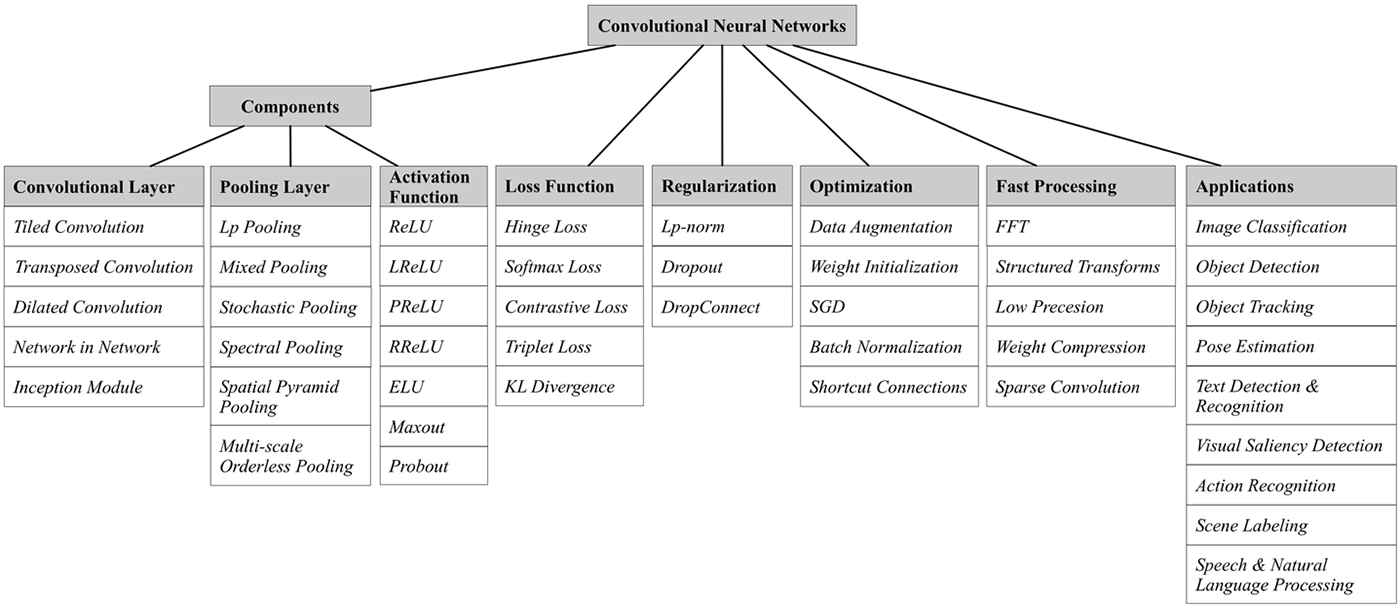 Convolutional Neural Networks
Components
Convolutional Layer
Tiled Convolution
Transposed Convolution
Dilated Convolution
Network in Network
Inception Module
Pooling Layer
Lp Pooling
Mixed Pooling
Stochastic Pooling
Spectral Pooling
Spatial Pyramid
Pooling
Multi-scale
Orderless Pooling
Activation
Function
ReLU
LReLU
PReLU
RReLU
ELU
Maxout
Probout
Loss Function
Hinge Loss
Softmax Loss
Contrastive Loss
Triplet Loss
KL Divergence
Regularization
Lp-norm
Dropout
DropConnect
Optimization
Data Augmentation
Weight Initialization
SGD
Batch Normalization
Shortcut Connections
Fast Processing
FFT
Structured Transforms
Low Precesion
Weight Compression
Sparse Convolution
Applications
Image Classification
Object Detection
Object Tracking
Pose Estimation
Text Detection &
Recognition
Visual Saliency Detection
Action Recognition
Scene Labeling
Speech & Natural
Language Processing